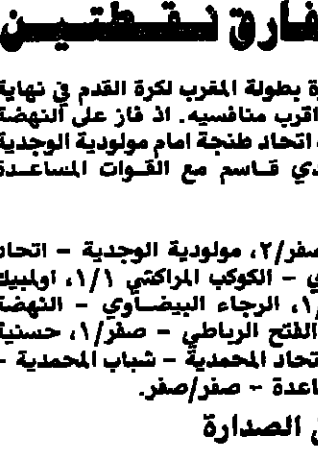 فارق نقطتين
ة بطولة المغرب لكرة القدم في نهاية
اقرب منافسيه. اذ فاز على النهضة
اتحاد طنجة امام مولودية الوجدية
دي قاسم مع القوات المساعدة
صفر/٢، مولودية الوجدية – اتحاد
ي – الكوكب المراكشي ١/١، اولمبيك
/١، الرجاء البيضاوي – النهضة
الفتح الرباطي – صفر/١، حسنية
تحاد المحمدية – شباب المحمدية –
اعدة – صفر/صفر.
الصدارة